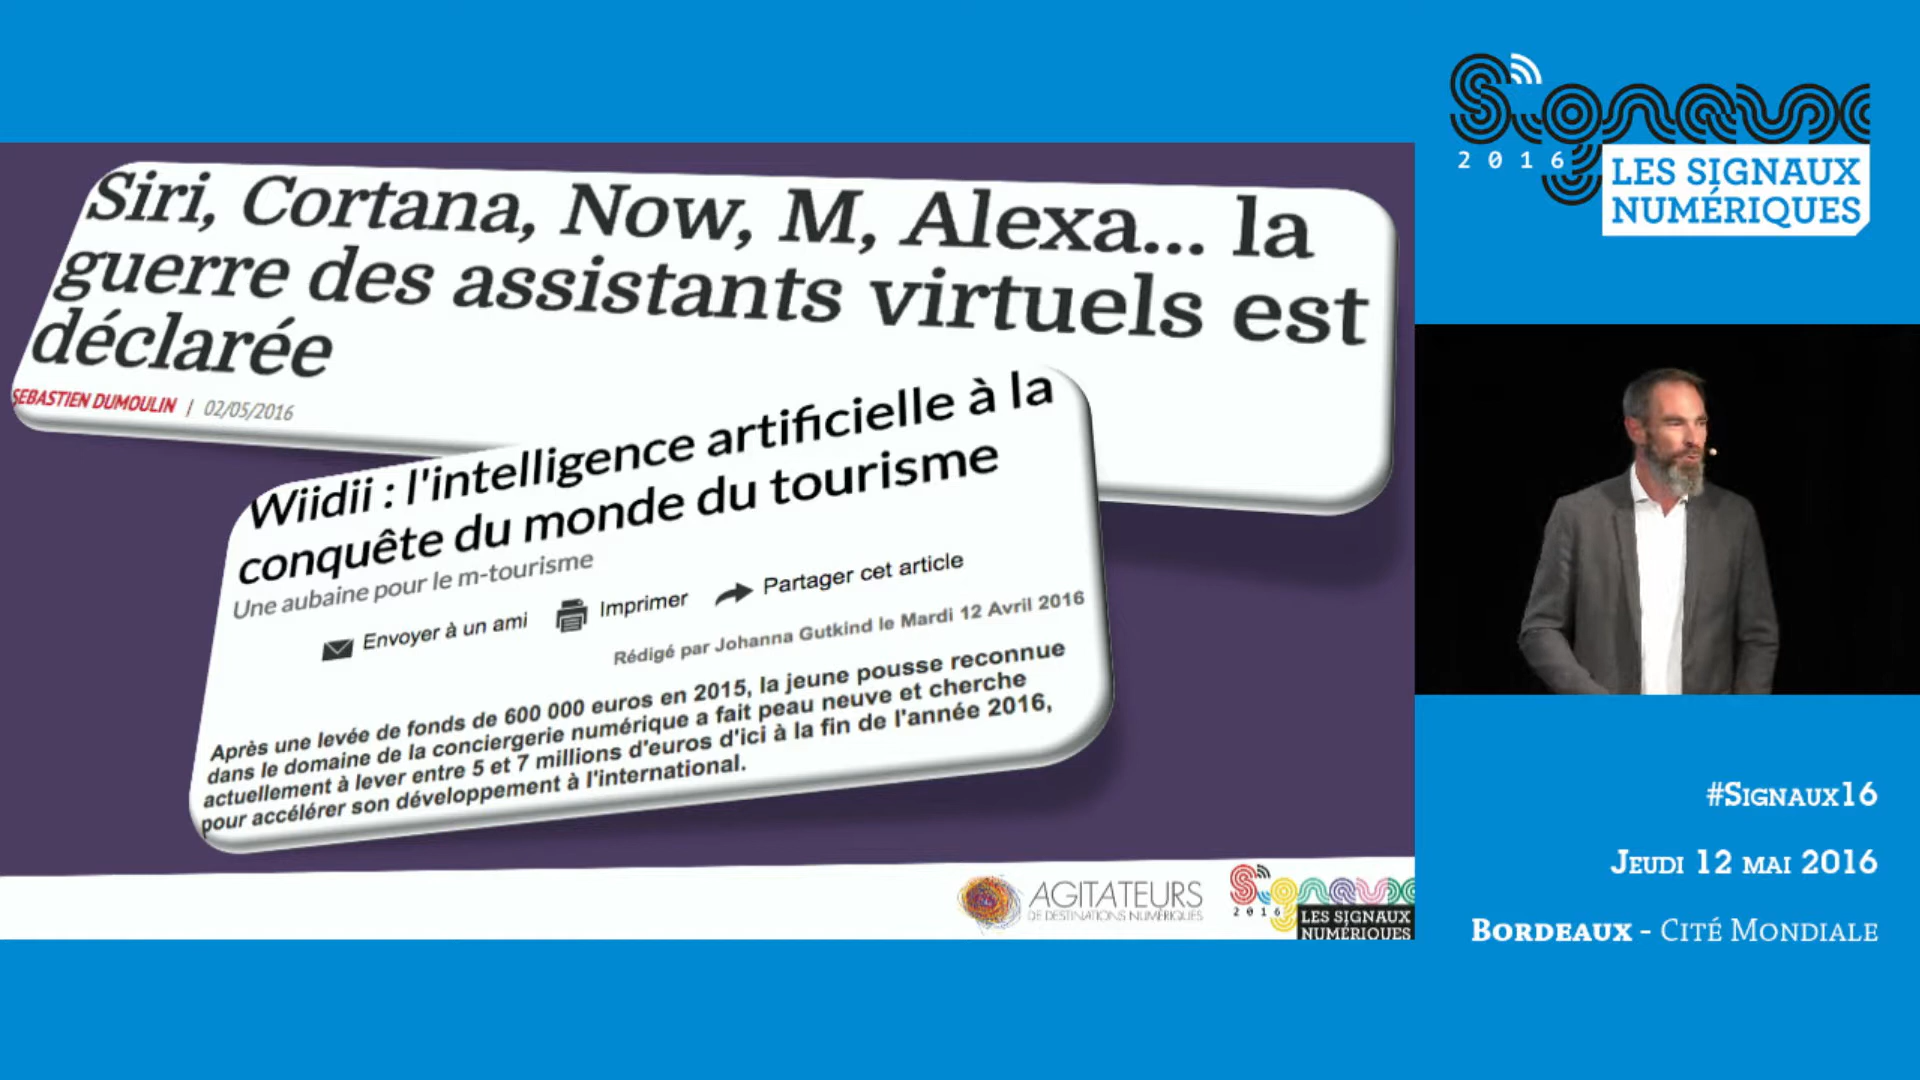 Siri, Cortana, Now, M, Alexa... la
guerre des assistants virtuels est
déclarée
SEBASTIEN DUMOULIN | 02/05/2016
Wiidii : l'intelligence artificielle à la
conquête du monde du tourisme
Une aubaine pour le m-tourisme
Envoyer à un ami
Imprimer
Partager cet article
Rédigé par Johanna Gutkind le Mardi 12 Avril 2016
Après une levée de fonds de 600 000 euros en 2015, la jeune pousse reconnue
dans le domaine de la conciergerie numérique a fait peau neuve et cherche
actuellement à lever entre 5 et 7 millions d'euros d'ici à la fin de l'année 2016,
pour accélérer son développement à l'international.
AGITATEURS
DE DESTINATIONS NUMÉRIQUES
Signaux
2016
LES SIGNAUX
NUMÉRIQUES
Signaux
2016
LES SIGNAUX
NUMÉRIQUES
#Signaux16
Jeudi 12 mai 2016
Bordeaux - Cité Mondiale